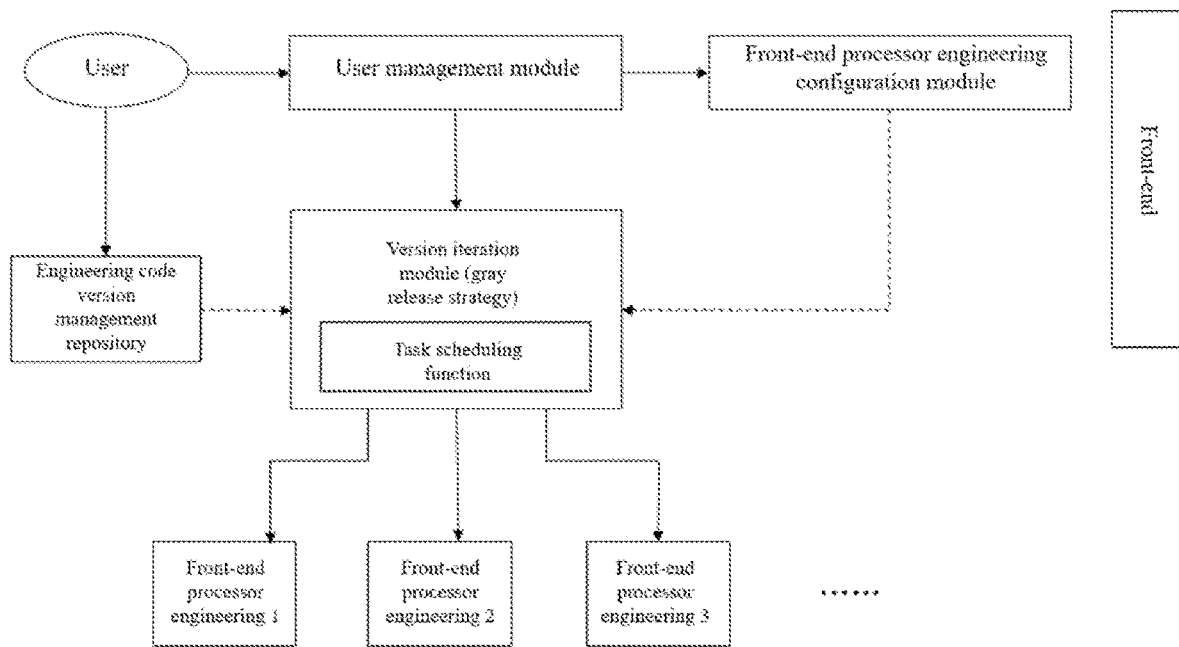 User
User management module
Front-end processor engineering
configuration module
Front-end
Engineering code
version
management
repository
Version iteration
module (gray
release strategy)
Task scheduling
function
Front-end
processor
engineering 1
Front-end
processor
engineering 2
Front-end
processor
engineering 3
......